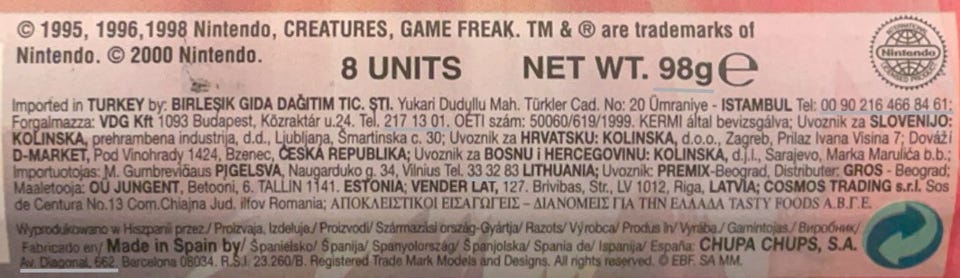 © 1995, 1996,1998 Nintendo, CREATURES, GAME FREAK. TM & ® are trademarks of
Nintendo. © 2000 Nintendo.
8 UNITS NET WT. 98g ℮
Imported in TURKEY by: BIRLEŞIK GIDA DAĞITIM TIC. ŞTI. Yukari Dudullu Mah. Türkler Cad. No: 20 Ümraniye - ISTAMBUL Tel: 00 90 216 466 84 61;
Forgalmazza: VDG Kft 1093 Budapest, Közraktár u.24. Tel. 217 13 01. OÉTI szám: 50060/619/1999. KERMI által bevizsgálva; Uvoznik za SLOVENIJO:
KOLINSKA, prehrambena industrija, d.d., Ljubljana, Šmartinska c. 30; Uvoznik za HRVATSKU: KOLINSKA, d.o.o., Zagreb, Prilaz Ivana Visina 7; Dováží
D-MARKET, Pod Vinohrady 1424, Bzenec, ČESKÁ REPUBLIKA; Uvoznik za BOSNU i HERCEGOVINU: KOLINSKA, d.j.l., Sarajevo, Marka Marulića b.b.;
Importuotojas: M. Gumbrevičiaus PĮGELSVA, Naugarduko g. 34, Vilnius Tel. 33 32 83 LITHUANIA; Uvoznik: PREMIX-Beograd, Distributer: GROS - Beograd;
Maaletooja: OÜ JUNGENT, Betooni, 6. TALLINN 1141. ESTONIA; VENDER LAT, 127. Brivibas, Str., LV 1012, Riga, LATVIA; COSMOS TRADING s.r.l. Sos
de Centura No.13 Com.Chiajna Jud. ilfov Romania; ΑΠΟΚΛΕΙΣΤΙΚΟΙ ΕΙΣΑΓΩΓΕΙΣ - ΔΙΑΝΟΜΕΙΣ ΓΙΑ ΤΗΝ ΕΛΛΑΔΑ TASTY FOODS Α.Β.Γ.Ε.
Wyprodukowano w Hiszpanii przez./ Proizvaja, Izdeluje./ Proizvodi/ Származási ország-Gyártja/ Razots/ Výrobca/ Produs In/ Vyrába./ Gamintojas./ Виробник/
Fabricado en/ Made in Spain by/ Španielsko/ Španija/ Spanyolország/ Španjolska/ Spania de/ Ispanija/ España: CHUPA CHUPS, S.A.
Av. Diagonal, 662, Barcelona 08034. R.S.I: 23.260/B. Registered Trade Mark Models and Designs. All rights reserved. © EBF. SA MM.